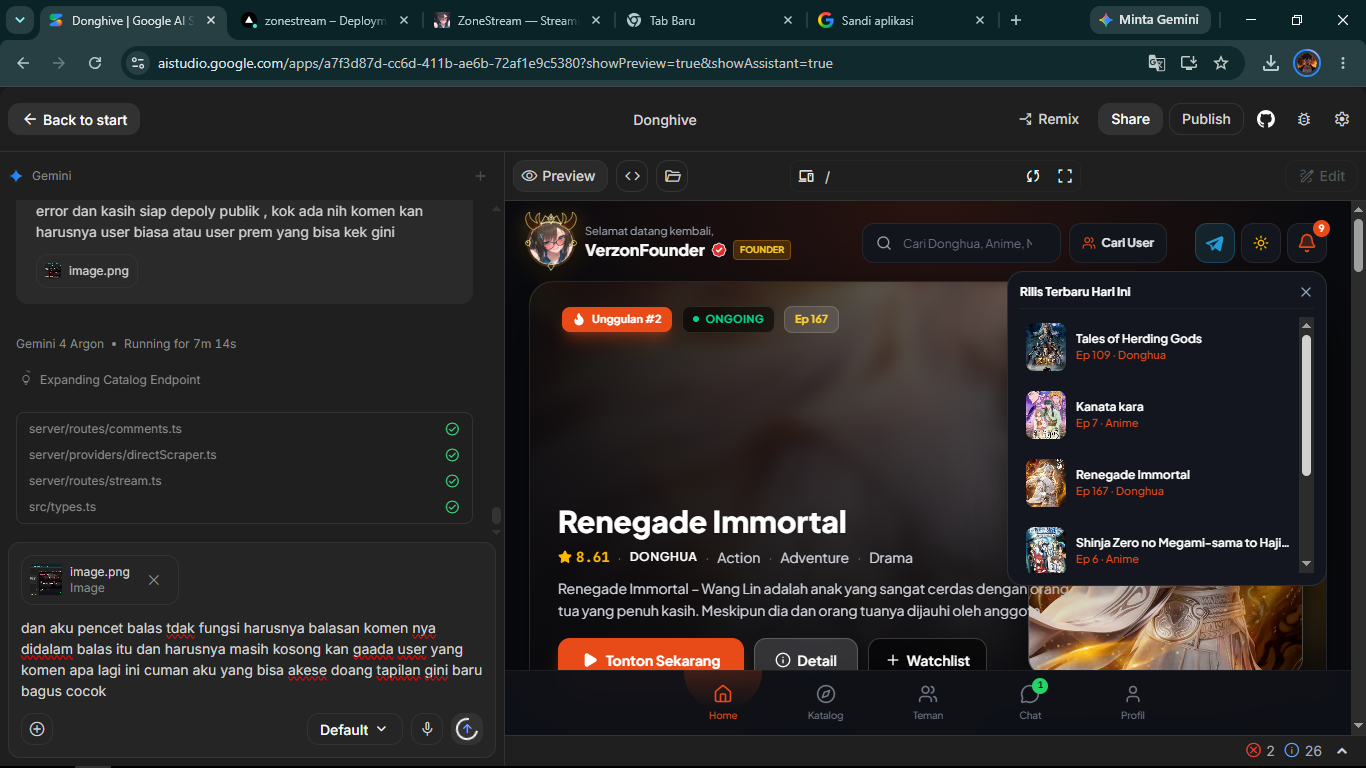 Donghive | Google AI S
zonestream – Deploym
ZoneStream — Stream
Tab Baru
Sandi aplikasi
Minta Gemini
aistudio.google.com/apps/a7f3d87d-cc6d-411b-ae6b-72af1e9c5380?showPreview=true&showAssistant=true
Back to start
Donghive
Remix
Share
Publish
Gemini
error dan kasih siap depoly publik , kok ada nih komen kan
harusnya user biasa atau user prem yang bisa kek gini
image.png
Gemini 4 Argon • Running for 7m 14s
Expanding Catalog Endpoint
server/routes/comments.ts
server/providers/directScraper.ts
server/routes/stream.ts
src/types.ts
image.png
Image
dan aku pencet balas tdak fungsi harusnya balasan komen nya
didalam balas itu dan harusnya masih kosong kan gaada user yang
komen apa lagi ini cuman aku yang bisa akese doang tapilan gini baru
bagus cocok
Default
Preview
/
Edit
Selamat datang kembali,
VerzonFounder
FOUNDER
Cari Donghua, Anime, M
Cari User
9
Unggulan #2
ONGOING
Ep 167
Rilis Terbaru Hari Ini
Tales of Herding Gods
Ep 109 · Donghua
Kanata kara
Ep 7 · Anime
Renegade Immortal
Ep 167 · Donghua
Shinja Zero no Megami-sama to Haji...
Ep 6 · Anime
Renegade Immortal
8.61 · DONGHUA · Action · Adventure · Drama
Renegade Immortal – Wang Lin adalah anak yang sangat cerdas dengan orang
tua yang penuh kasih. Meskipun dia dan orang tuanya dijauhi oleh anggota
Tonton Sekarang
Detail
Watchlist
Home
Katalog
Teman
1
Chat
Profil
2
26